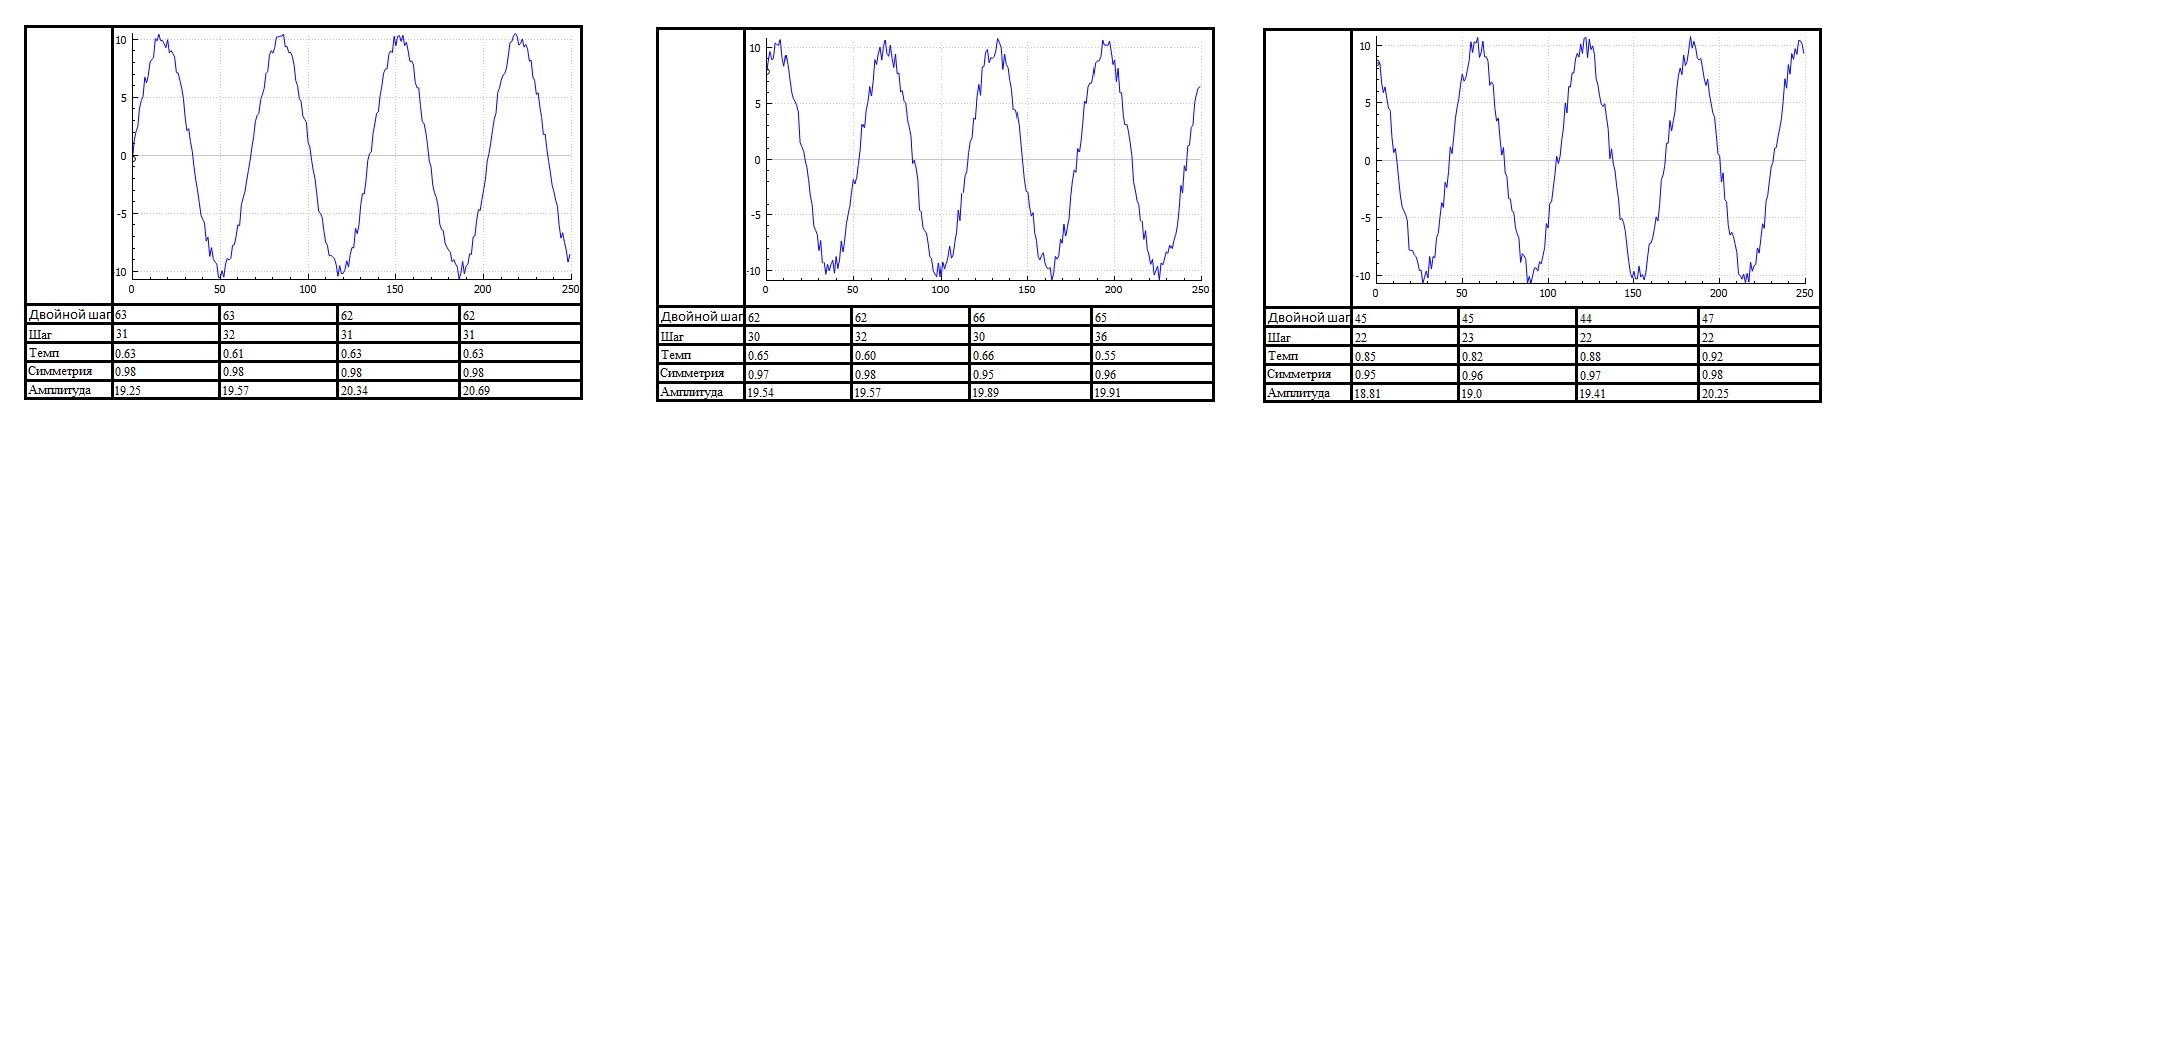 10
5
0
-5
-10
0 50 100 150 200 250
Двойной шаг 63 63 62 62
Шаг 31 32 31 31
Темп 0.63 0.61 0.63 0.63
Симметрия 0.98 0.98 0.98 0.98
Амплитуда 19.25 19.57 20.34 20.69
10
5
0
-5
-10
0 50 100 150 200 250
Двойной шаг 62 62 66 65
Шаг 30 32 30 36
Темп 0.65 0.60 0.66 0.55
Симметрия 0.97 0.98 0.95 0.96
Амплитуда 19.54 19.57 19.89 19.91
10
5
0
-5
-10
0 50 100 150 200 250
Двойной шаг 45 45 44 47
Шаг 22 23 22 22
Темп 0.85 0.82 0.88 0.92
Симметрия 0.95 0.96 0.97 0.98
Амплитуда 18.81 19.0 19.41 20.25